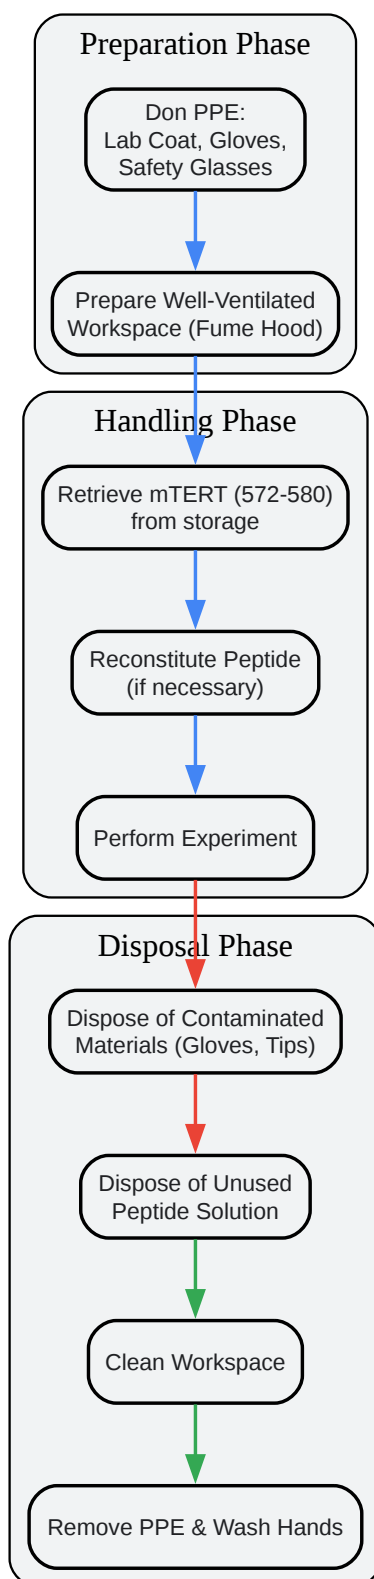 Preparation Phase
Don PPE:
Lab Coat, Gloves,
Safety Glasses
Prepare Well-Ventilated
Workspace (Fume Hood)
Handling Phase
Retrieve mTERT (572-580)
from storage
Reconstitute Peptide
(if necessary)
Perform Experiment
Disposal Phase
Dispose of Contaminated
Materials (Gloves, Tips)
Dispose of Unused
Peptide Solution
Clean Workspace
Remove PPE & Wash Hands